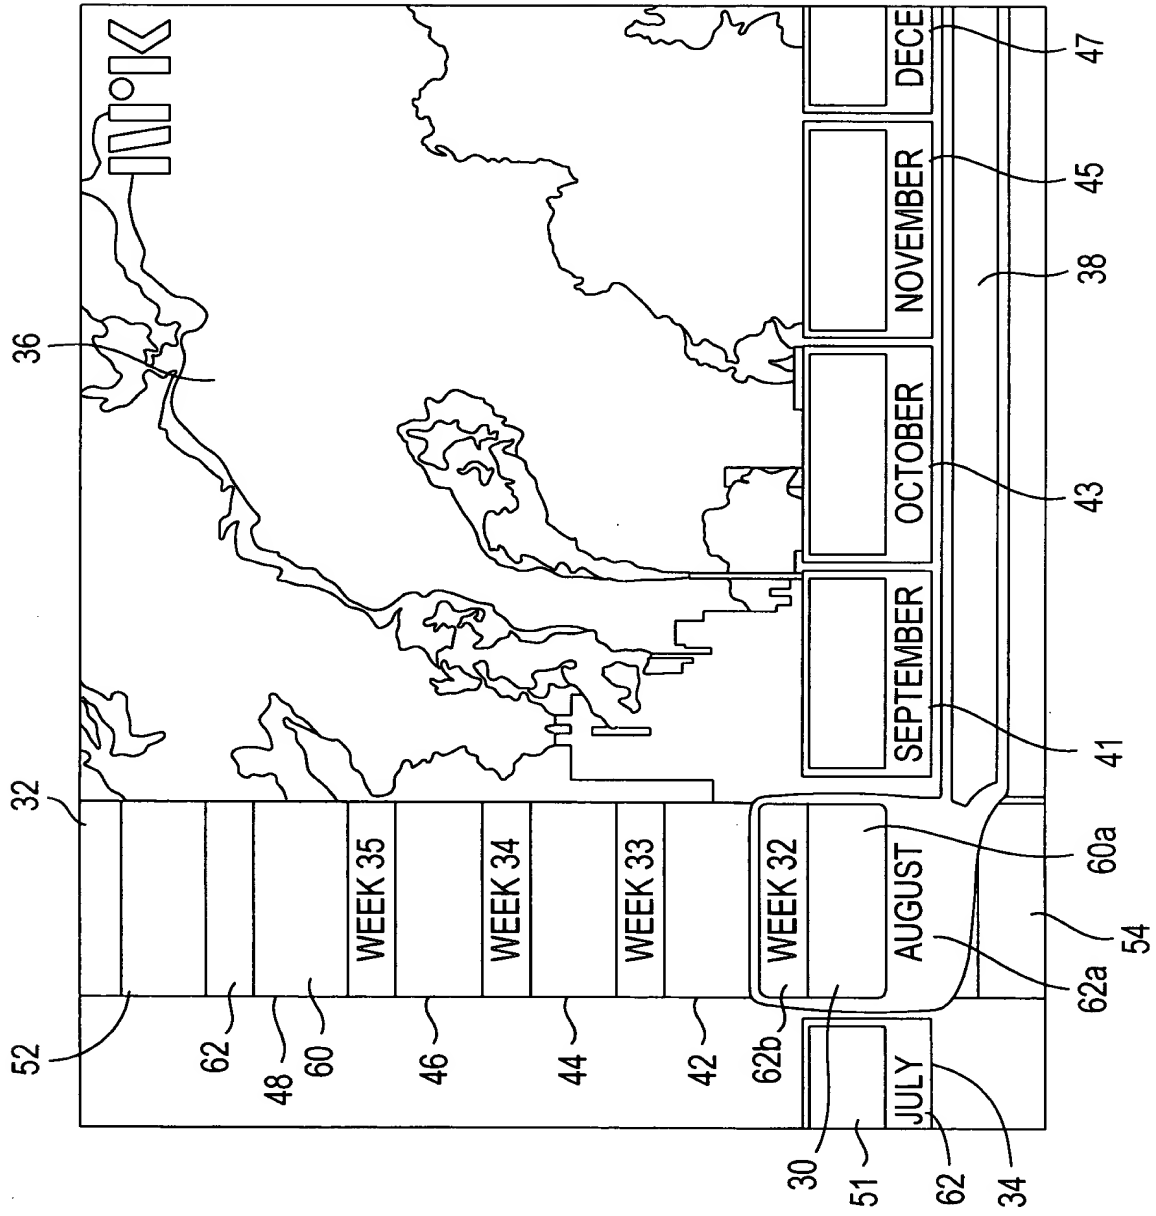 52 32 36
NiK
62
48
60
WEEK 35
46
WEEK 34
44
WEEK 33
42
62b WEEK 32
30
51
JULY AUGUST SEPTEMBER OCTOBER NOVEMBER DECE
62
34
62a 60a 41 43 38 45 47
54